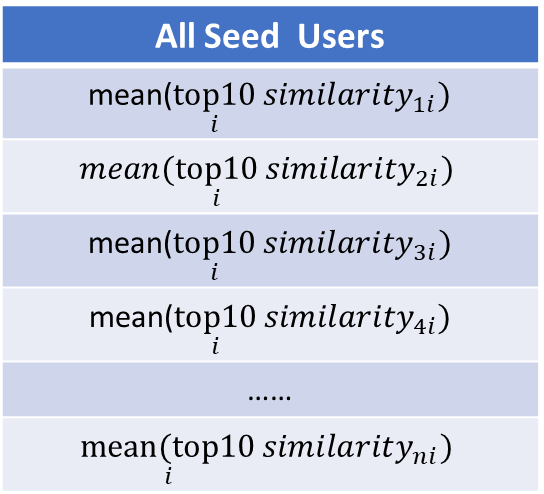 All Seed Users
mean(top10 similarity₁ᵢ)
i
mean(top10 similarity₂ᵢ)
i
mean(top10 similarity₃ᵢ)
i
mean(top10 similarity₄ᵢ)
i
......
mean(top10 similarityₙᵢ)
i